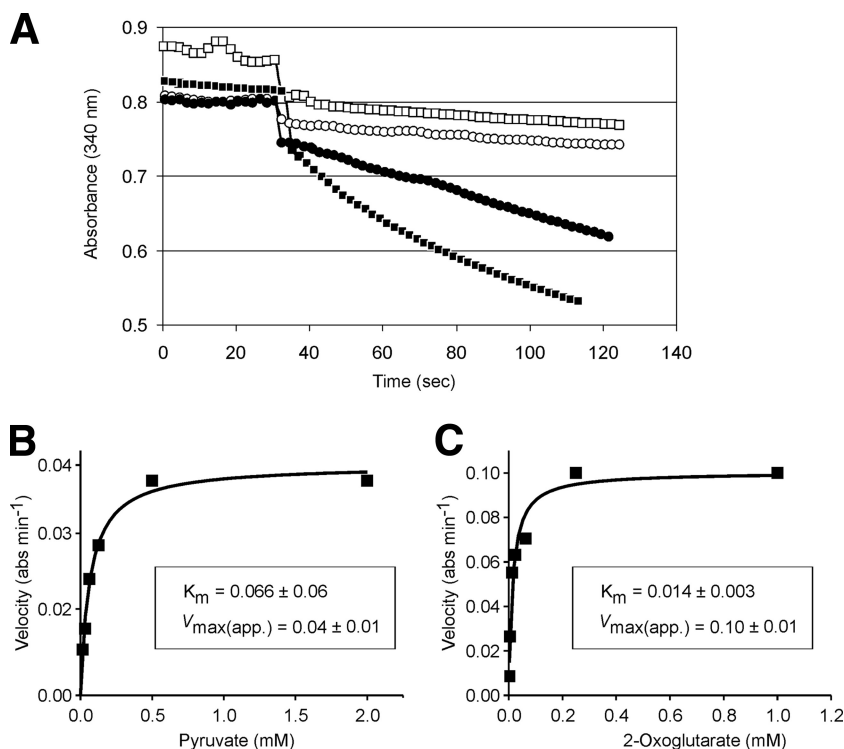 A
0.9
0.8
0.7
0.6
0.5
Absorbance (340 nm)
0 20 40 60 80 100 120 140
Time (sec)
B
0.04
0.03
0.02
0.00
Velocity (abs min-1)
Km = 0.066 ± 0.06
Vmax(app.) = 0.04 ± 0.01
0.0 0.5 1.0 1.5 2.0
Pyruvate (mM)
C
0.10
0.08
0.06
0.04
0.02
0.00
Velocity (abs min-1)
Km = 0.014 ± 0.003
Vmax(app.) = 0.10 ± 0.01
0.0 0.2 0.4 0.6 0.8 1.0 1.2
2-Oxoglutarate (mM)